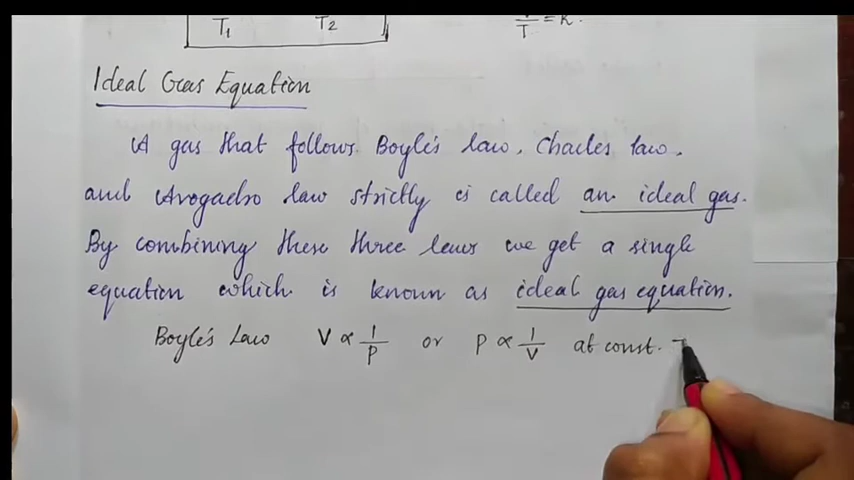 T₁ T₂ V/T = K.
Ideal Gas Equation
A gas that follows Boyle's law, Charles law,
and Avogadro law strictly is called an ideal gas.
By combining these three laws we get a single
equation which is known as ideal gas equation.
Boyle's Law V ∝ 1/P or P ∝ 1/V at const. T